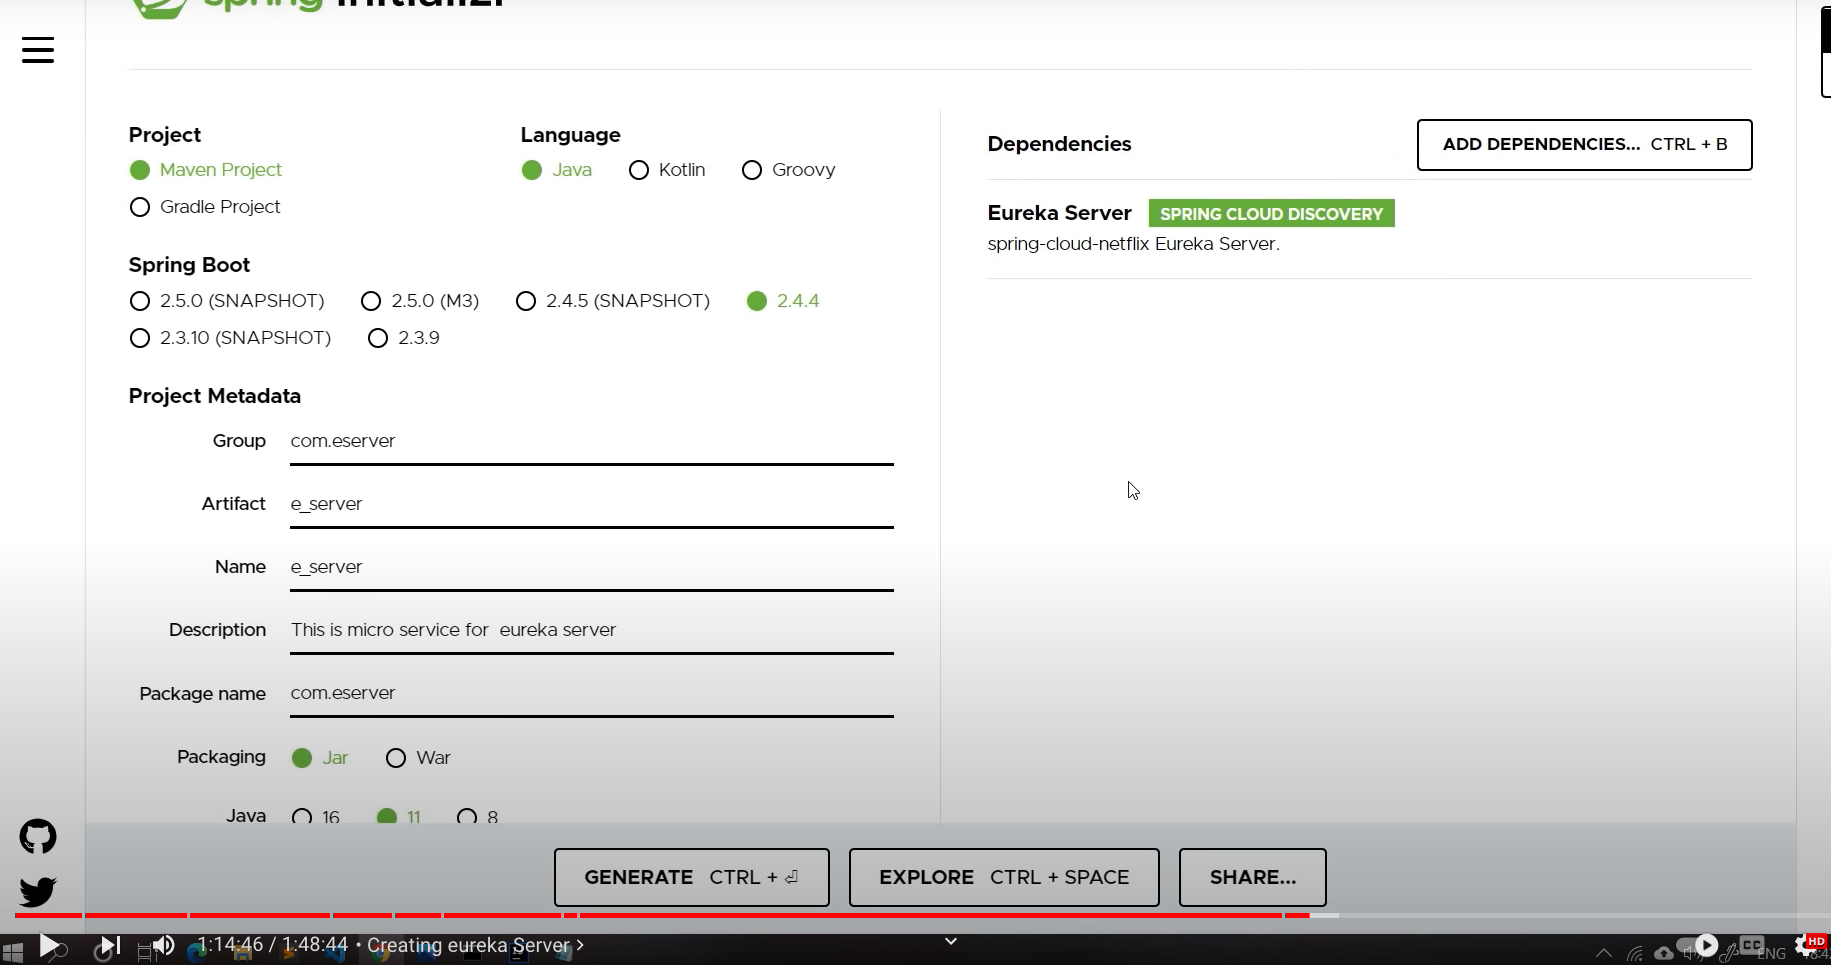 spring initializr
Project
Maven Project
Gradle Project
Language
Java Kotlin Groovy
Spring Boot
2.5.0 (SNAPSHOT) 2.5.0 (M3) 2.4.5 (SNAPSHOT) 2.4.4
2.3.10 (SNAPSHOT) 2.3.9
Project Metadata
Group com.eserver
Artifact e_server
Name e_server
Description This is micro service for  eureka server
Package name com.eserver
Packaging Jar War
Java 16 11 8
Dependencies
ADD DEPENDENCIES... CTRL + B
Eureka Server SPRING CLOUD DISCOVERY
spring-cloud-netflix Eureka Server.
GENERATE CTRL + ⏎
EXPLORE CTRL + SPACE
SHARE...
1:14:46 / 1:48:44 • Creating eureka Server ›
CC ENG HD